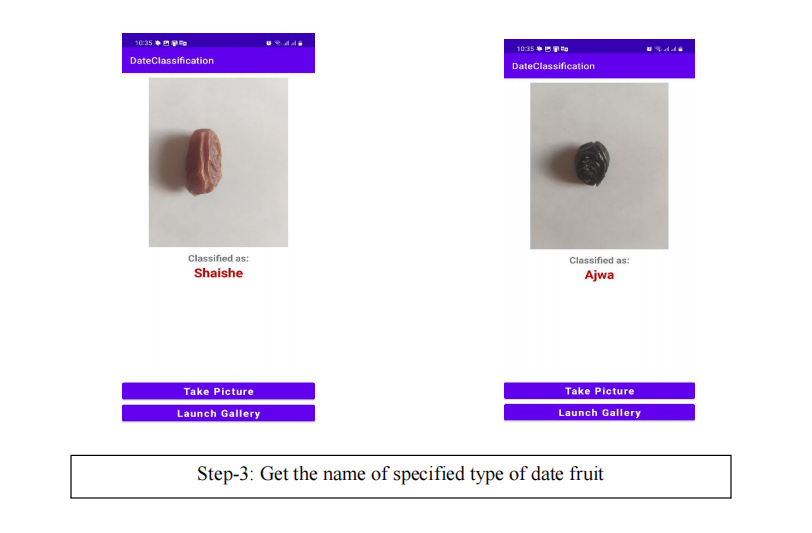 10:35
DateClassification
Classified as:
Shaishe
Take Picture
Launch Gallery
10:35
DateClassification
Classified as:
Ajwa
Take Picture
Launch Gallery
Step-3: Get the name of specified type of date fruit